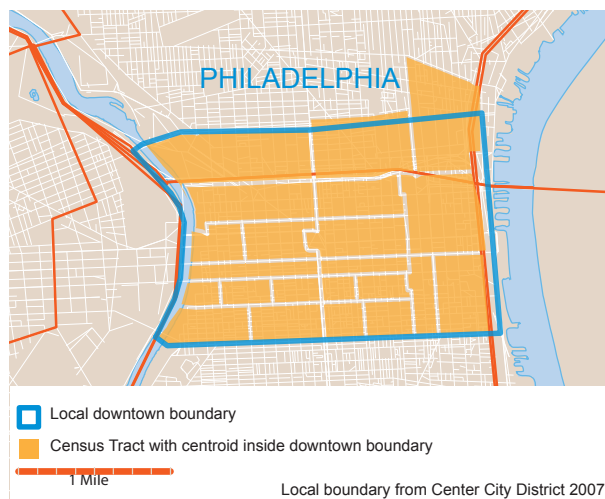 PHILADELPHIA
Local downtown boundary
Census Tract with centroid inside downtown boundary
1 Mile
Local boundary from Center City District 2007